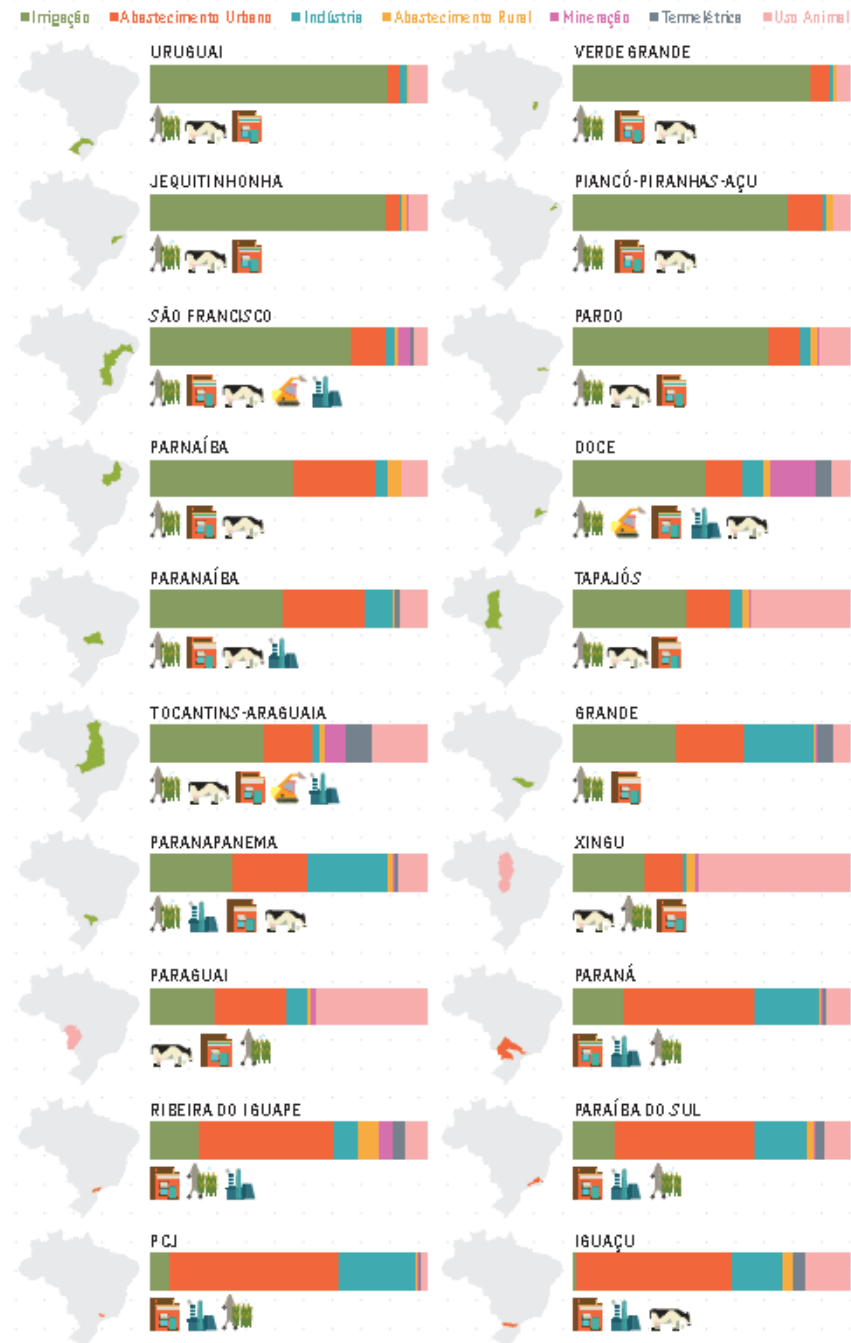 Irrigação Abastecimento Urbano Indústria Abastecimento Rural Mineração Termelétrica Uso Animal
URUGUAI VERDE GRANDE
JEQUITINHONHA PIANCÓ-PIRANHAS-AÇU
SÃO FRANCISCO PARDO
PARNAÍBA DOCE
PARANAÍBA TAPAJÓS
TOCANTINS-ARAGUAIA GRANDE
PARANAPANEMA XINGU
PARAGUAI PARANÁ
RIBEIRA DO IGUAPE PARAÍBA DO SUL
PCJ IGUAÇU